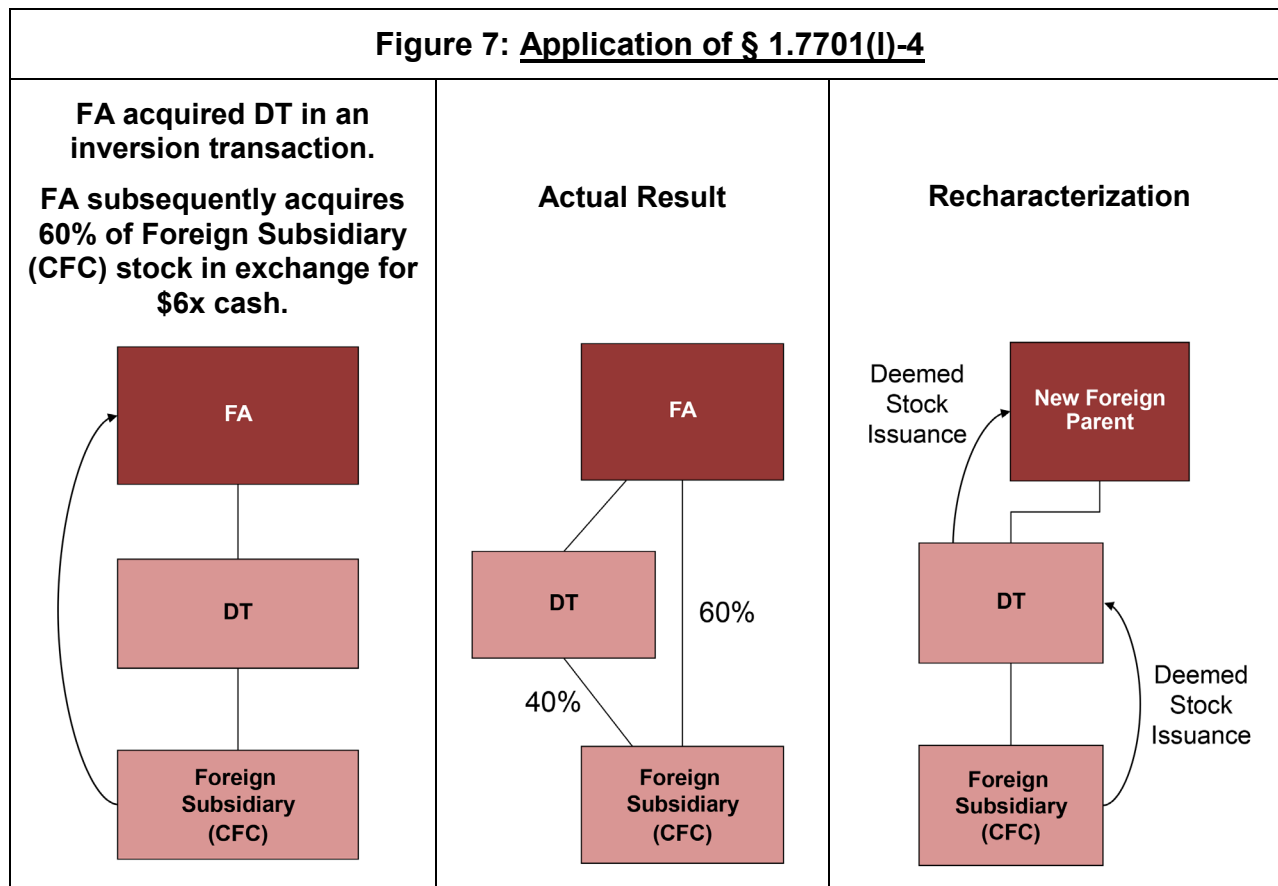 Figure 7: Application of § 1.7701(l)-4
FA acquired DT in an
inversion transaction.
FA subsequently acquires
60% of Foreign Subsidiary
(CFC) stock in exchange for
$6x cash.
FA
DT
Foreign
Subsidiary
(CFC)
Actual Result
FA
DT
60%
40%
Foreign
Subsidiary
(CFC)
Recharacterization
Deemed
Stock
Issuance
New Foreign
Parent
DT
Deemed
Stock
Issuance
Foreign
Subsidiary
(CFC)